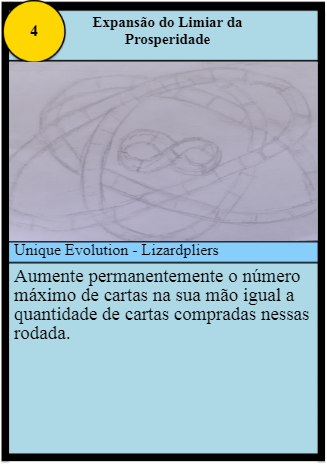 4
Expansão do Limiar da
Prosperidade
Unique Evolution - Lizardpliers
Aumente permanentemente o número
máximo de cartas na sua mão igual a
quantidade de cartas compradas nessas
rodada.